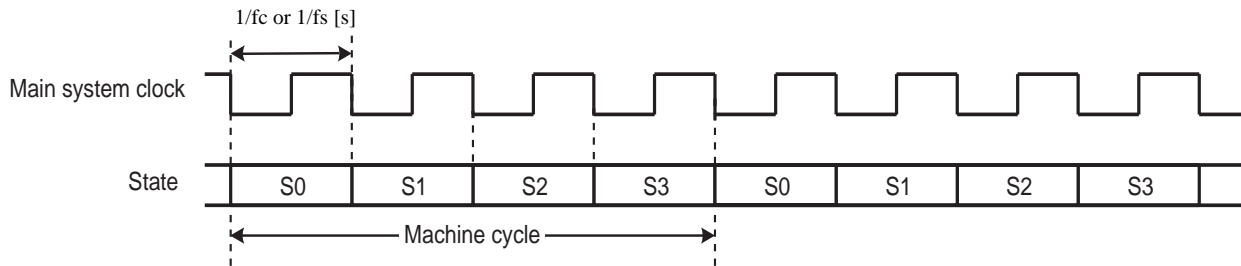 1/fc or 1/fs [s]
Main system clock
State S0 S1 S2 S3 S0 S1 S2 S3
Machine cycle